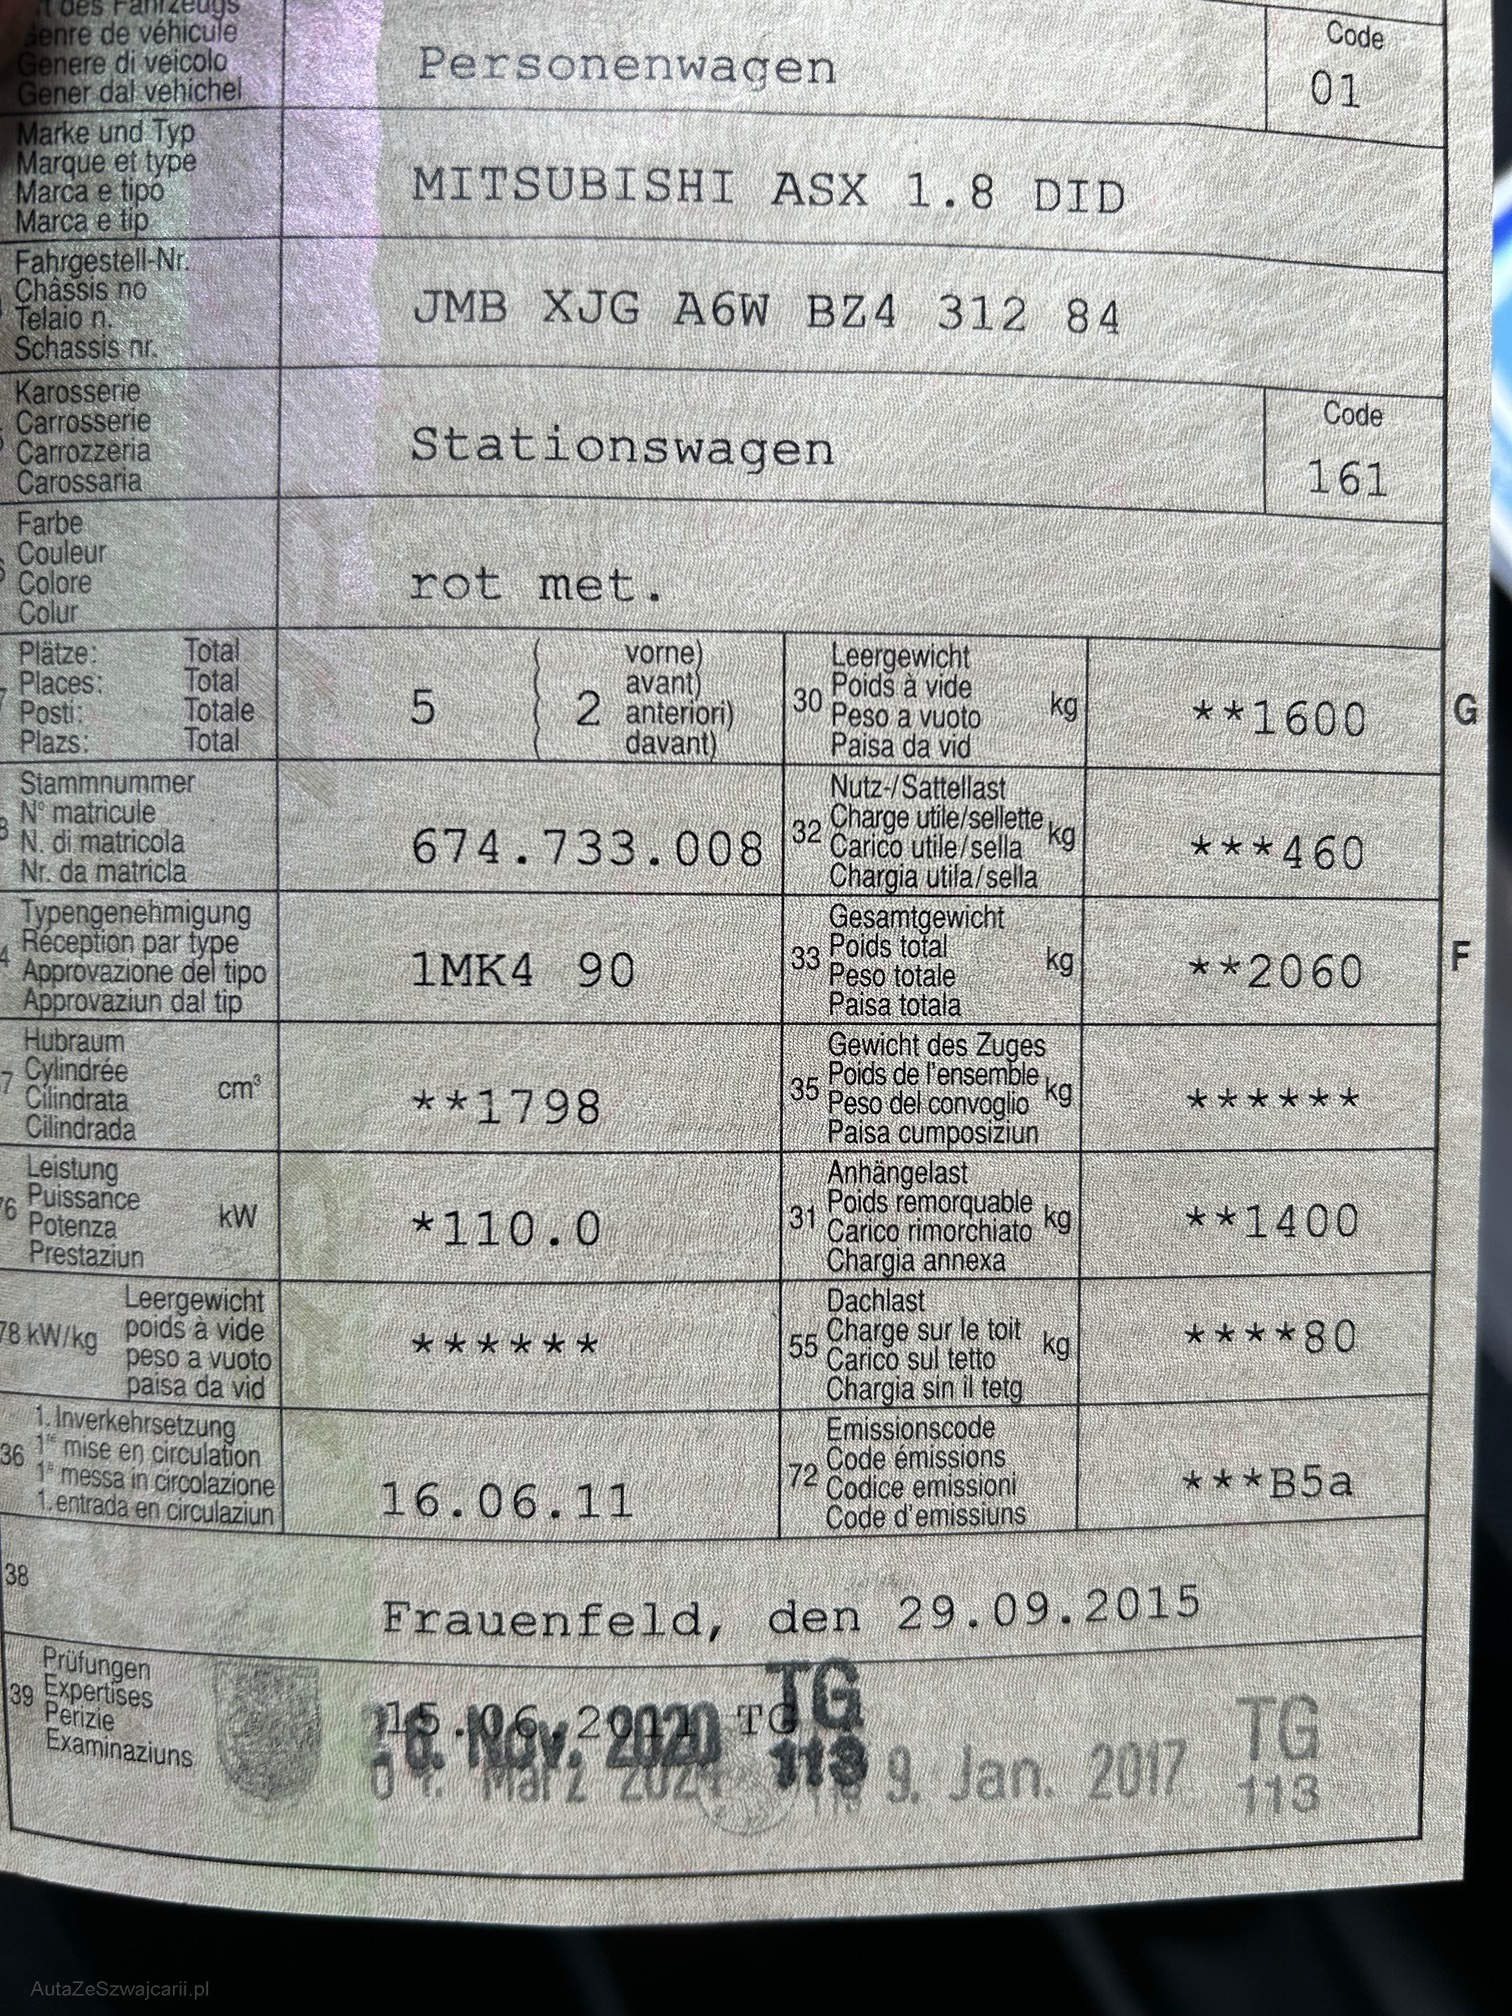 des Fahrzeugs
Genre de véhicule
Genere di veicolo
Gener dal vehichel
Personenwagen
Code
01
Marke und Typ
Marque et type
Marca e tipo
Marca e tip
MITSUBISHI ASX 1.8 DID
Fahrgestell-Nr.
Châssis no
Telaio n.
Schassis nr.
JMB XJG A6W BZ4 312 84
Karosserie
Carrosserie
Carrozzeria
Carossaria
Stationswagen
Code
161
Farbe
Couleur
Colore
Colur
rot met.
Plätze: Total
Places: Total
Posti: Totale
Plazs: Total
5
2
vorne)
avant)
anteriori)
davant)
30
Leergewicht
Poids à vide
Peso a vuoto
Paisa da vid
kg
**1600
G
Stammnummer
N° matricule
N. di matricola
Nr. da matricla
674.733.008
32
Nutz-/Sattellast
Charge utile/sellette
Carico utile/sella
Chargia utila/sella
kg
***460
Typengenehmigung
Réception par type
Approvazione del tipo
Approvaziun dal tip
1MK4 90
33
Gesamtgewicht
Poids total
Peso totale
Paisa totala
kg
**2060
F
Hubraum
Cylindrée
Cilindrata
Cilindrada
cm³
**1798
35
Gewicht des Zuges
Poids de l'ensemble
Peso del convoglio
Paisa cumposiziun
kg
******
Leistung
Puissance
Potenza
Prestaziun
kW
*110.0
31
Anhängelast
Poids remorquable
Carico rimorchiato
Chargia annexa
kg
**1400
78 kW/kg
Leergewicht
poids à vide
peso a vuoto
paisa da vid
******
55
Dachlast
Charge sur le toit
Carico sul tetto
Chargia sin il tetg
kg
****80
36
1. Inverkehrsetzung
1re mise en circulation
1a messa in circolazione
1. entrada en circulaziun
16.06.11
72
Emissionscode
Code émissions
Codice emissioni
Code d'emissiuns
***B5a
38
Frauenfeld, den 29.09.2015
39
Prüfungen
Expertises
Perizie
Examinaziuns
15.06.2011 TG
Nov. 2020
TG
113
März
9. Jan. 2017
TG
113
AutaZeSzwajcarii.pl